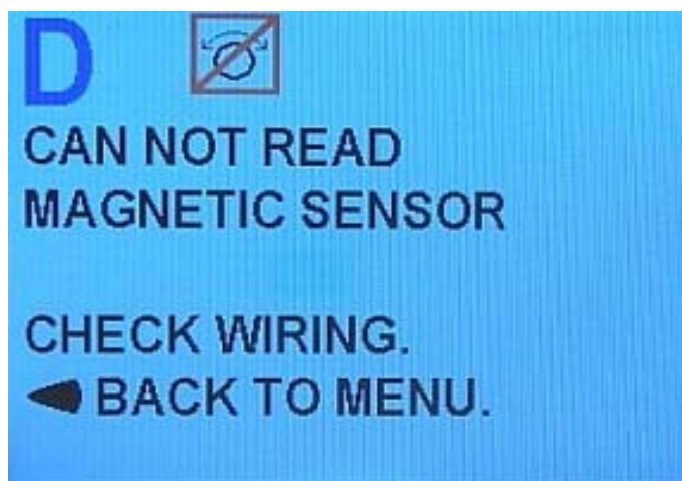 D
CAN NOT READ
MAGNETIC SENSOR
CHECK WIRING.
BACK TO MENU.